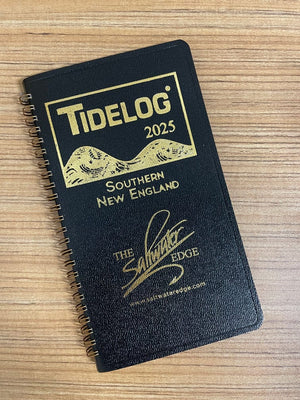 TIDELOG®
2025
SOUTHERN
NEW ENGLAND
THE Saltwater EDGE
www.saltwateredge.com